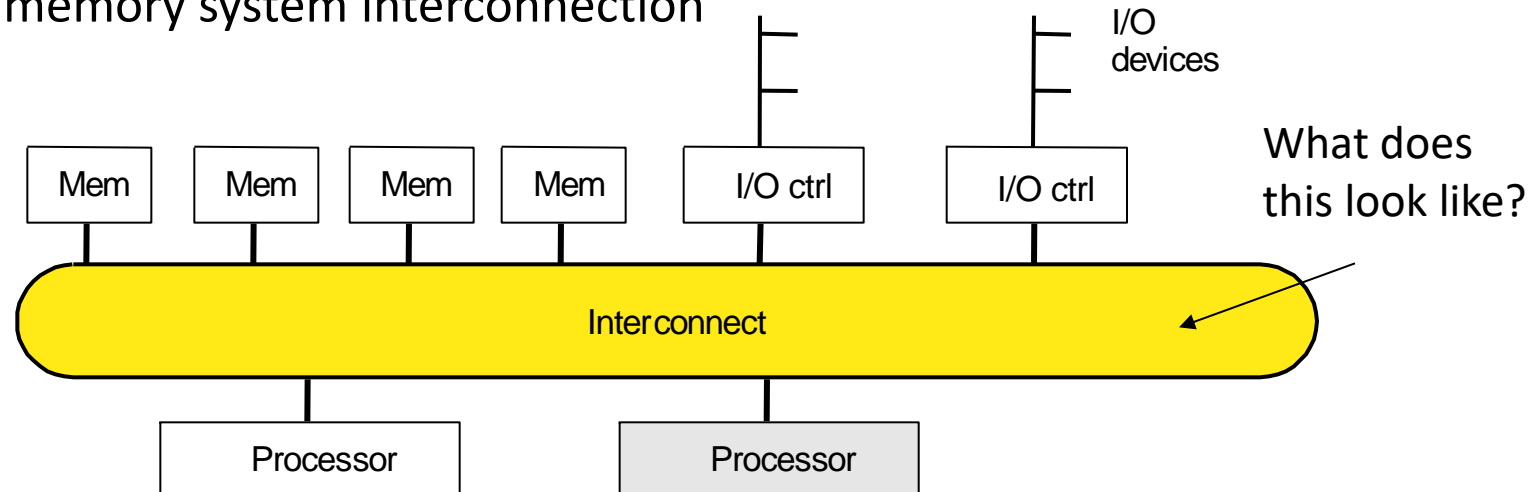 memory system interconnection
I/O
devices
What does
this look like?
Mem
Mem
Mem
Mem
I/O ctrl
I/O ctrl
Interconnect
Processor
Processor